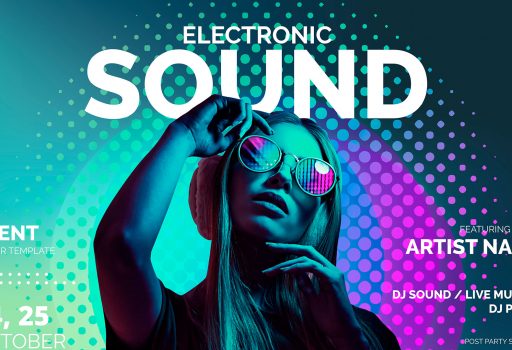 ELECTRONIC
SOUND
ENT
R TEMPLATE
, 25
TOBER
FEATURING
ARTIST NA
DJ SOUND / LIVE MU
DJ P
POST PARTY S